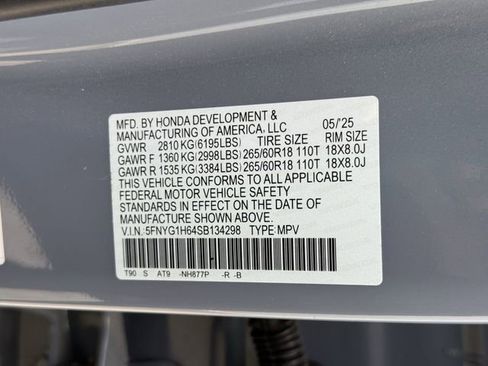 MFD. BY HONDA DEVELOPMENT & 05/'25
MANUFACTURING OF AMERICA, LLC RIM SIZE
GVWR 2810 KG(6195LBS) TIRE SIZE
GAWR F 1360 KG(2998LBS) 265/60R18 110T 18X8.0J
GAWR R 1535 KG(3384LBS) 265/60R18 110T 18X8.0J
THIS VEHICLE CONFORMS TO ALL APPLICABLE
FEDERAL MOTOR VEHICLE SAFETY
STANDARDS IN EFFECT ON THE DATE OF
MANUFACTURE SHOWN ABOVE.
V.I.N.: 5FNYG1H64SB134298 TYPE: MPV
T90 S AT9 -NH877P -R -B